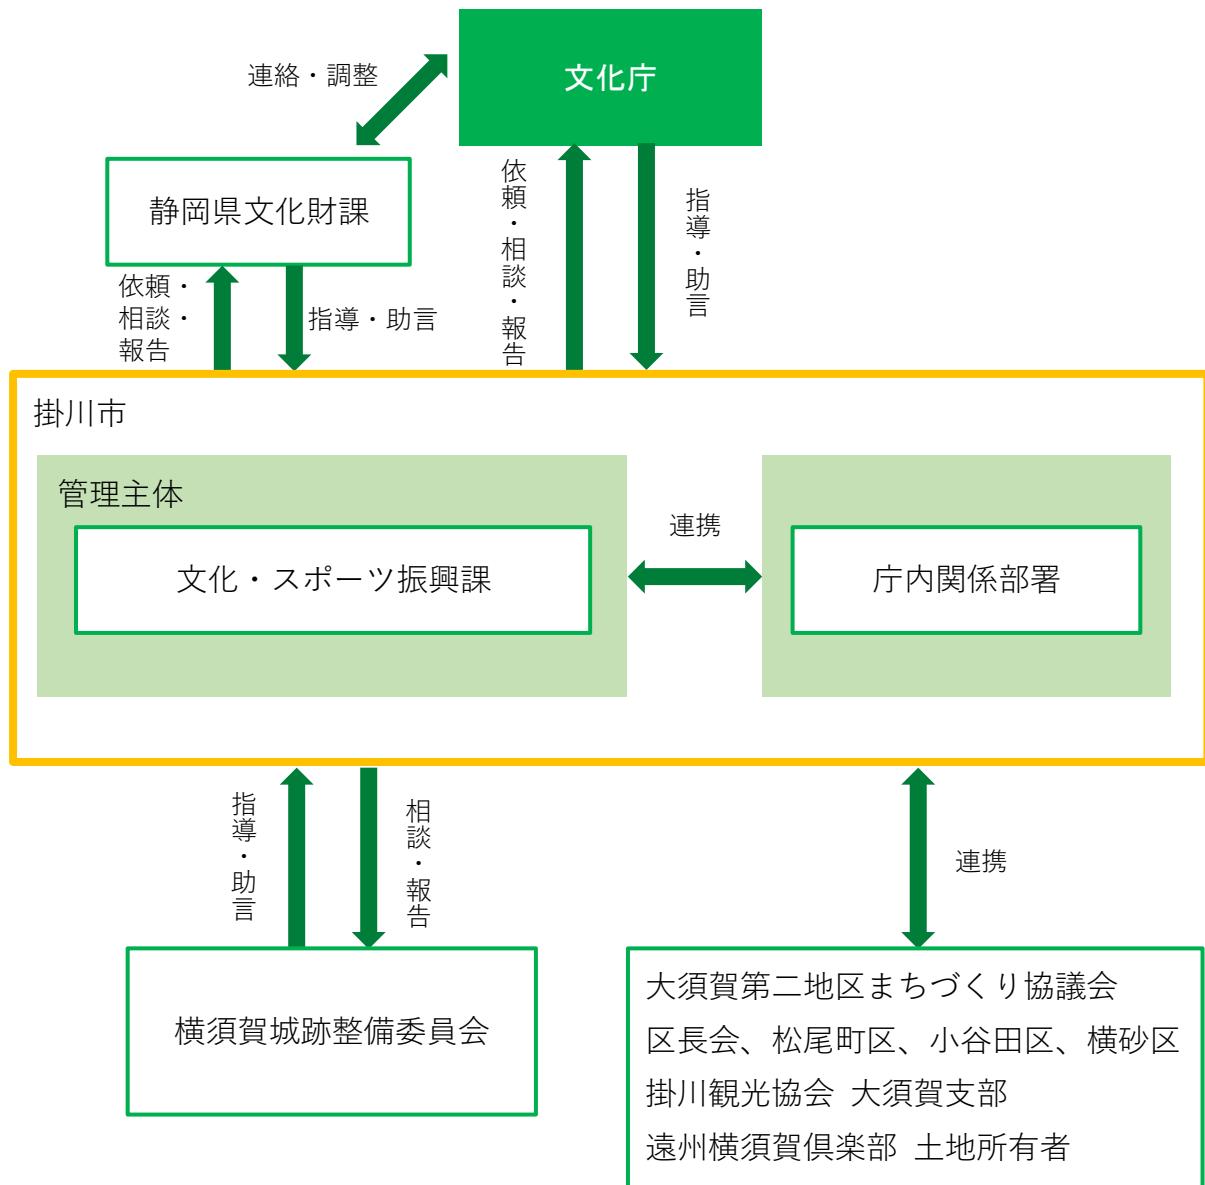 文化庁
連絡・調整
静岡県文化財課
依頼・
相談・
報告
指導・助言
依頼・相談・報告
指導・助言
掛川市
管理主体
文化・スポーツ振興課
連携
庁内関係部署
指導・助言
相談・報告
連携
横須賀城跡整備委員会
大須賀第二地区まちづくり協議会
区長会、松尾町区、小谷田区、横砂区
掛川観光協会 大須賀支部
遠州横須賀倶楽部 土地所有者